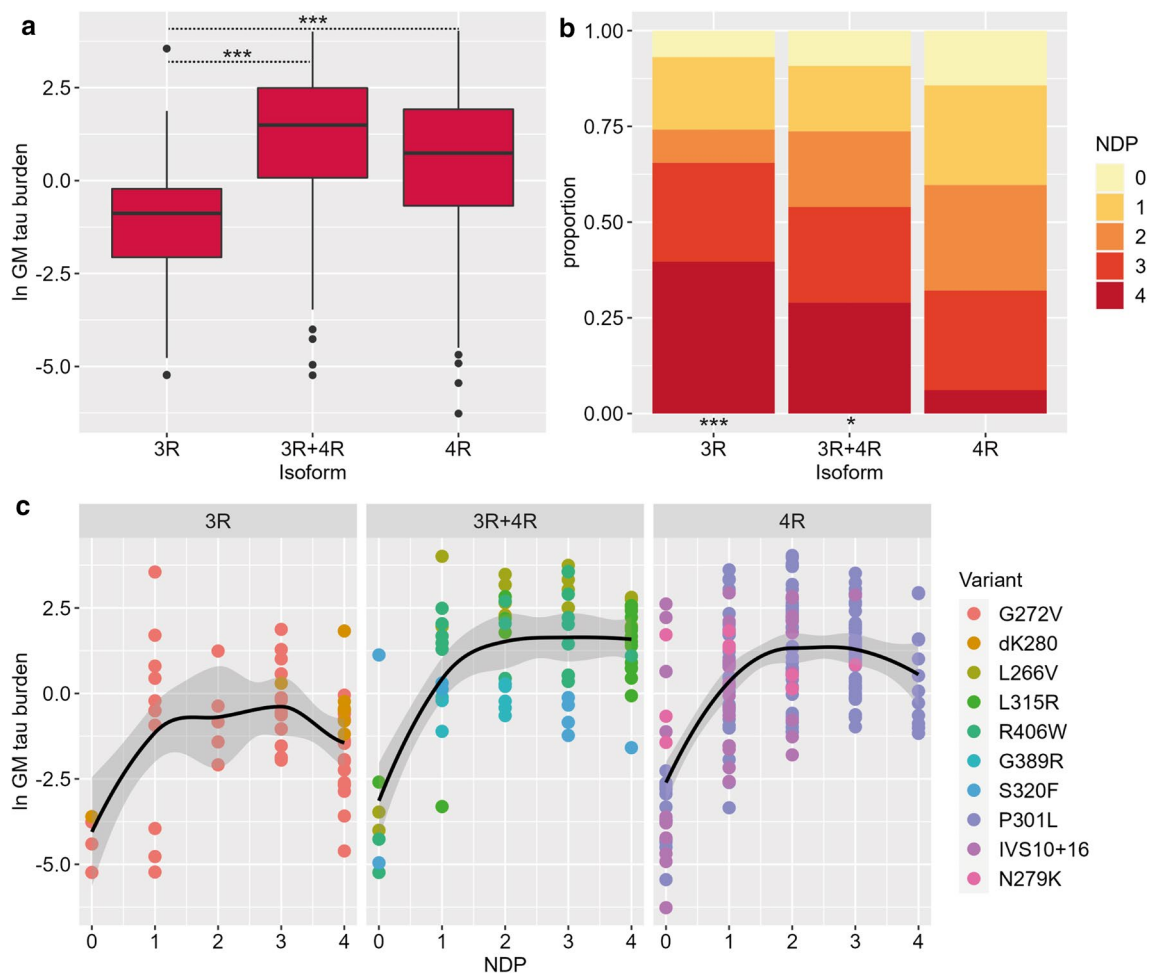 a
ln GM tau burden
2.5
0.0
-2.5
-5.0
***
***
3R
3R+4R
4R
Isoform
b
proportion
1.00
0.75
0.50
0.25
0.00
***
*
3R
3R+4R
4R
Isoform
NDP
0
1
2
3
4
c
3R
3R+4R
4R
ln GM tau burden
2.5
0.0
-2.5
-5.0
0 1 2 3 4
0 1 2 3 4
0 1 2 3 4
NDP
Variant
G272V
dK280
L266V
L315R
R406W
G389R
S320F
P301L
IVS10+16
N279K